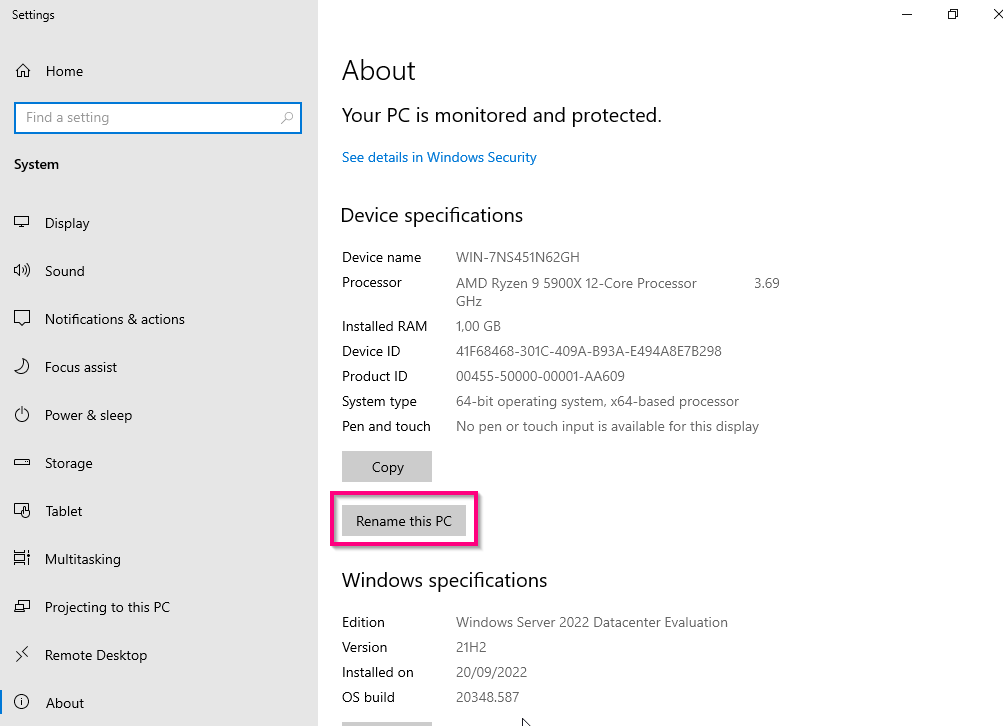 Settings
Home
Find a setting
System
Display
Sound
Notifications & actions
Focus assist
Power & sleep
Storage
Tablet
Multitasking
Projecting to this PC
Remote Desktop
About
About
Your PC is monitored and protected.
See details in Windows Security
Device specifications
Device name WIN-7NS451N62GH
Processor AMD Ryzen 9 5900X 12-Core Processor 3.69
GHz
Installed RAM 1,00 GB
Device ID 41F68468-301C-409A-B93A-E494A8E7B298
Product ID 00455-50000-00001-AA609
System type 64-bit operating system, x64-based processor
Pen and touch No pen or touch input is available for this display
Copy
Rename this PC
Windows specifications
Edition Windows Server 2022 Datacenter Evaluation
Version 21H2
Installed on 20/09/2022
OS build 20348.587